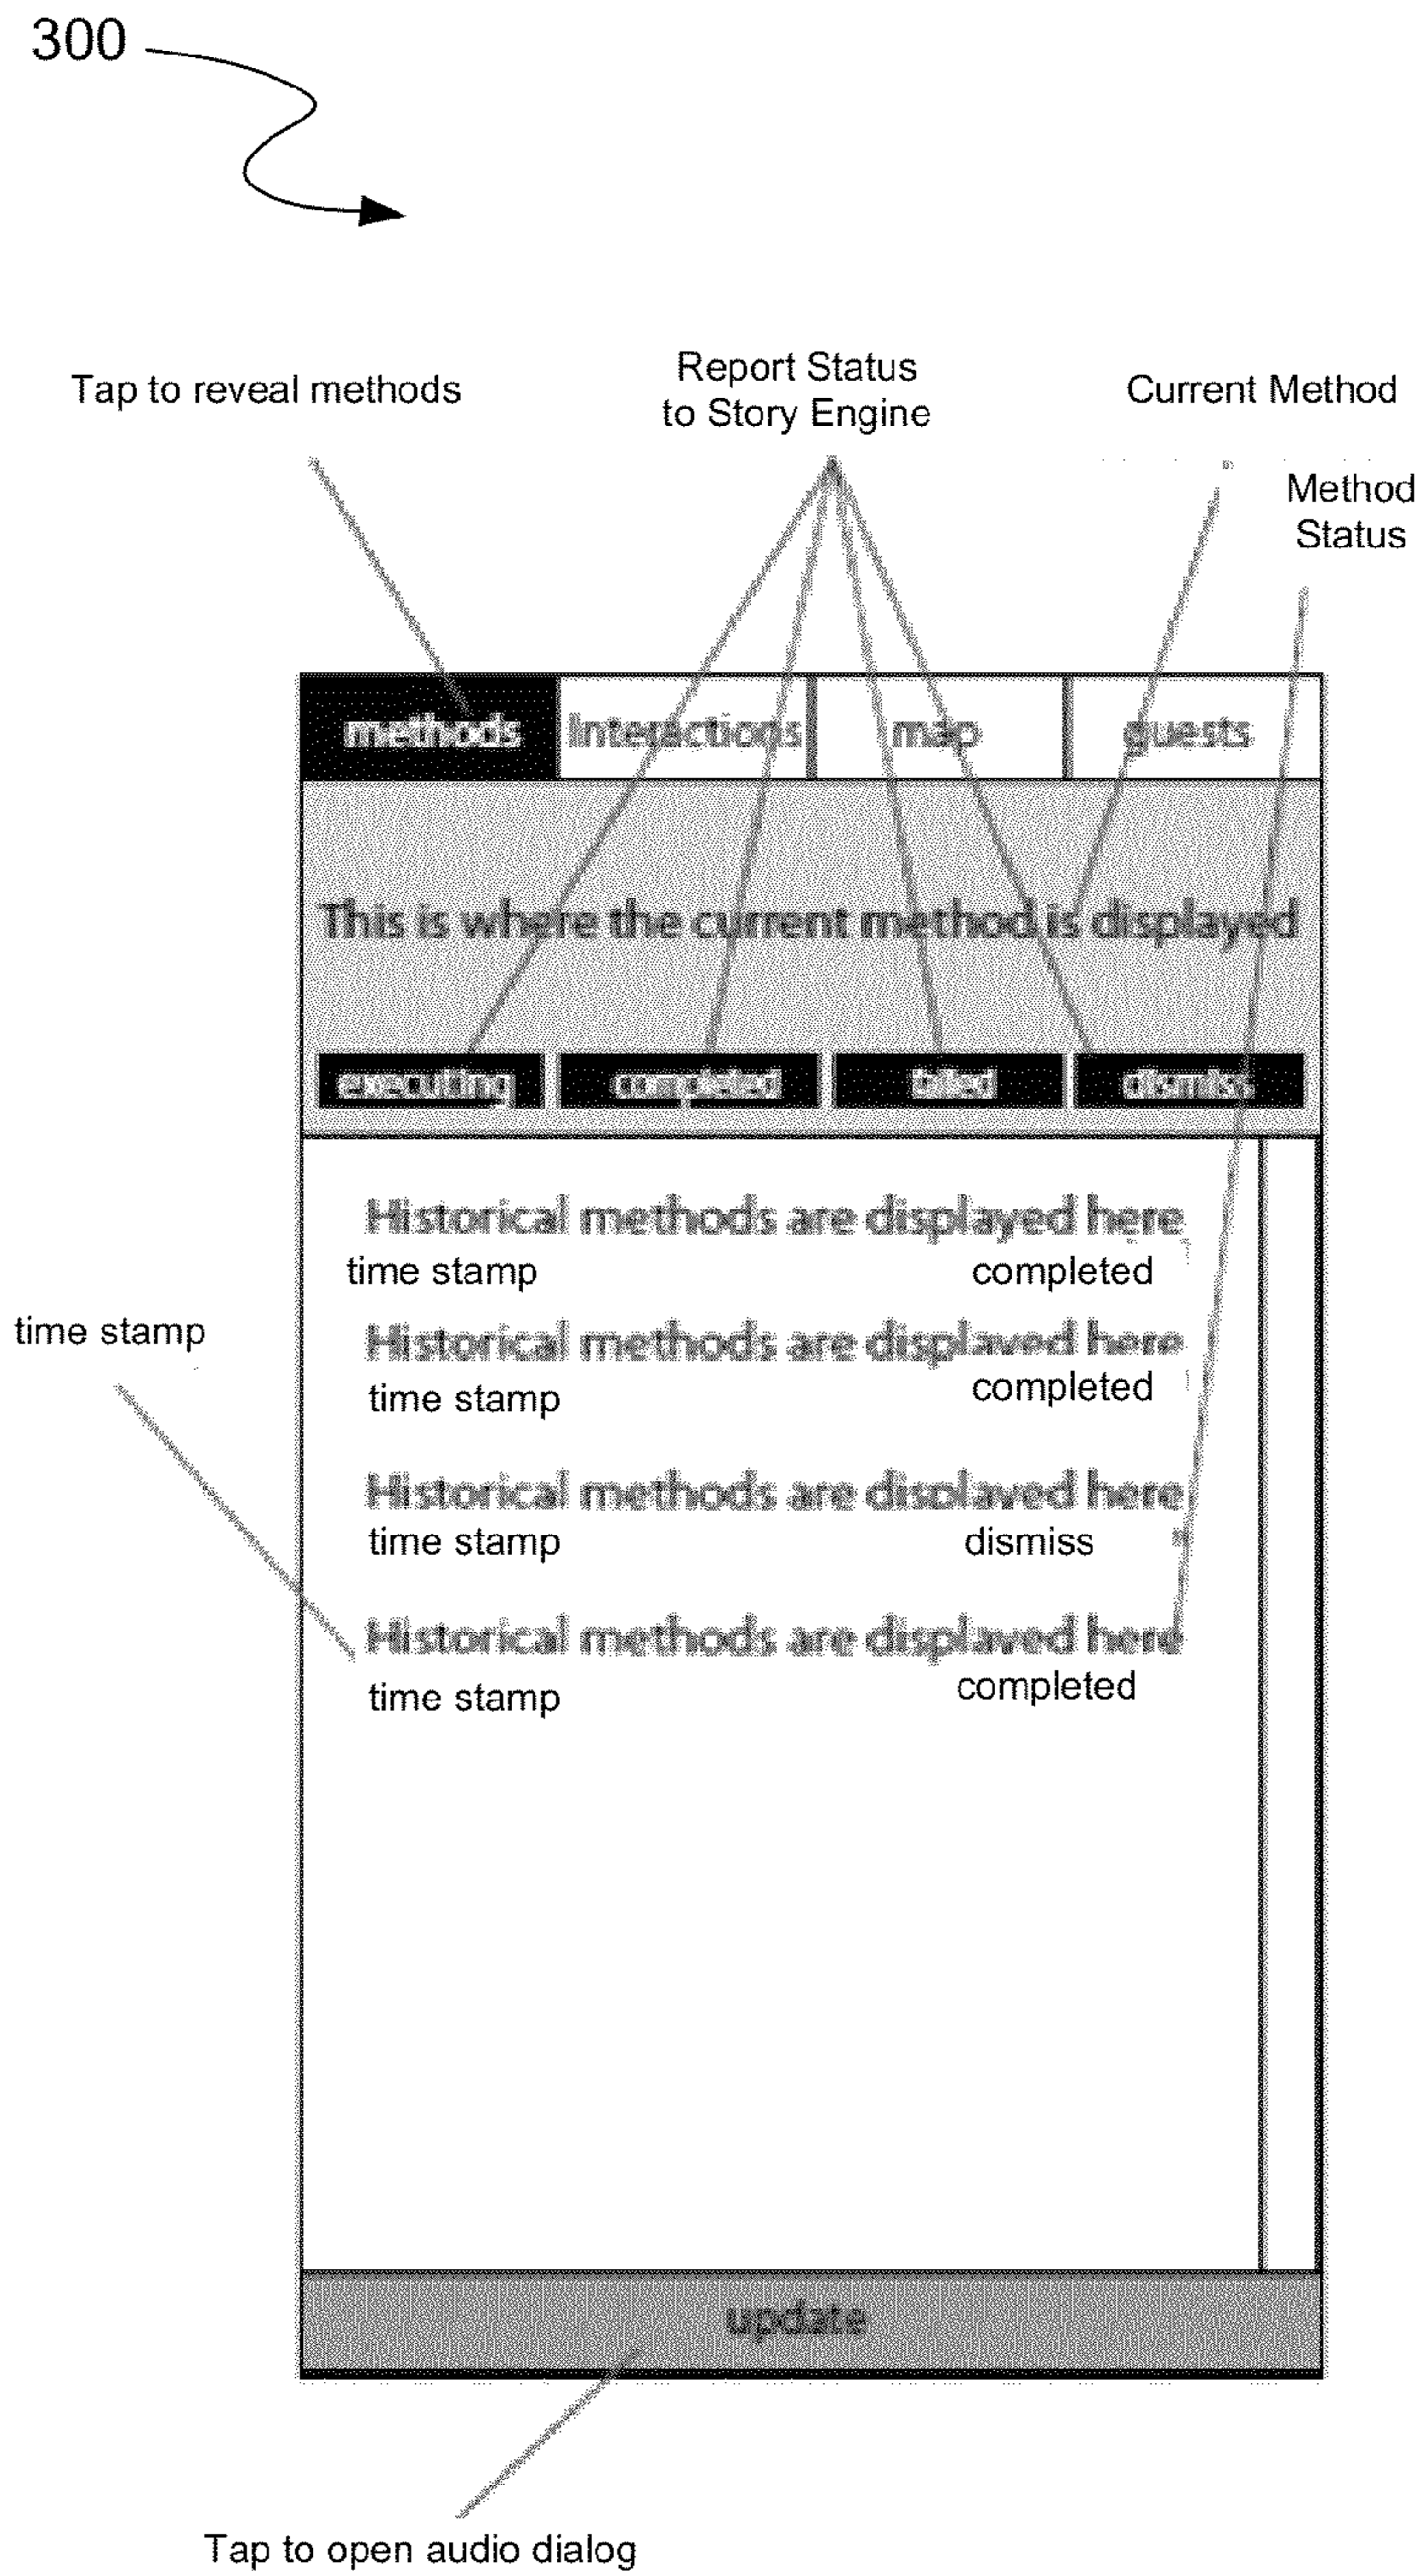 300
Tap to reveal methods
Report Status
to Story Engine
Current Method
Method
Status
methods Interactions map guests
This is where the current method is displayed
executing completed failed dismiss
Historical methods are displayed here
time stamp completed
time stamp
Historical methods are displayed here
time stamp completed
Historical methods are displayed here
time stamp dismiss
Historical methods are displayed here
time stamp completed
update
Tap to open audio dialog